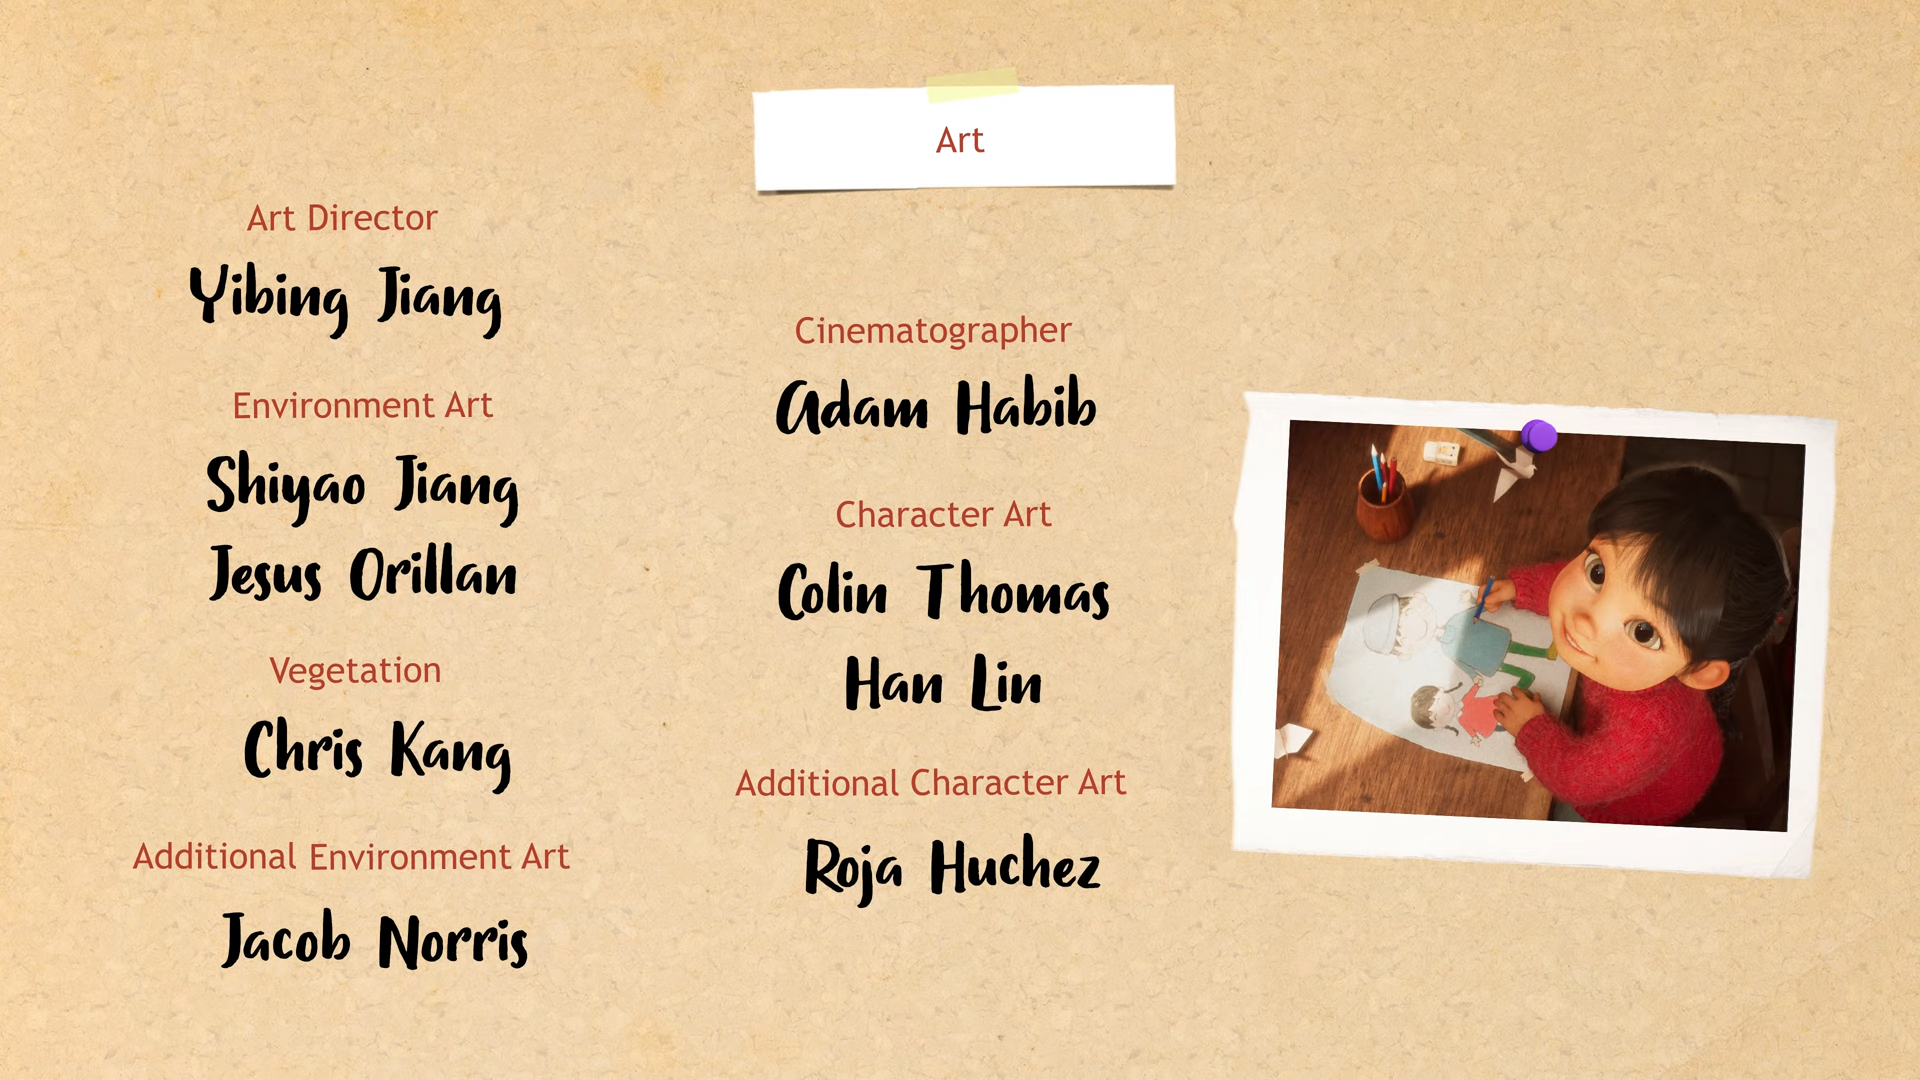 Art
Art Director
Yibing Jiang
Environment Art
Shiyao Jiang
Jesus Orillan
Vegetation
Chris Kang
Additional Environment Art
Jacob Norris
Cinematographer
Adam Habib
Character Art
Colin Thomas
Han Lin
Additional Character Art
Roja Huchez